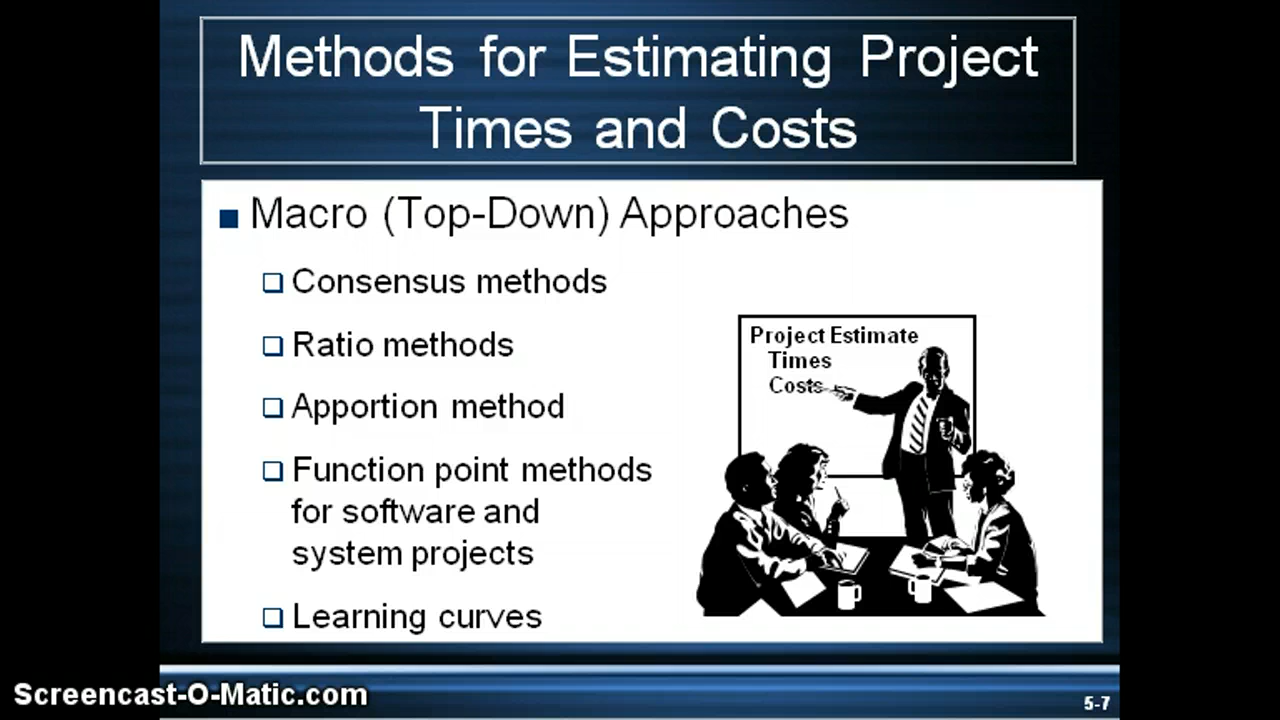 Methods for Estimating Project
Times and Costs
Macro (Top-Down) Approaches
Consensus methods
Ratio methods
Apportion method
Function point methods
for software and
system projects
Learning curves
Project Estimate
Times
Costs
Screencast-O-Matic.com
5-7